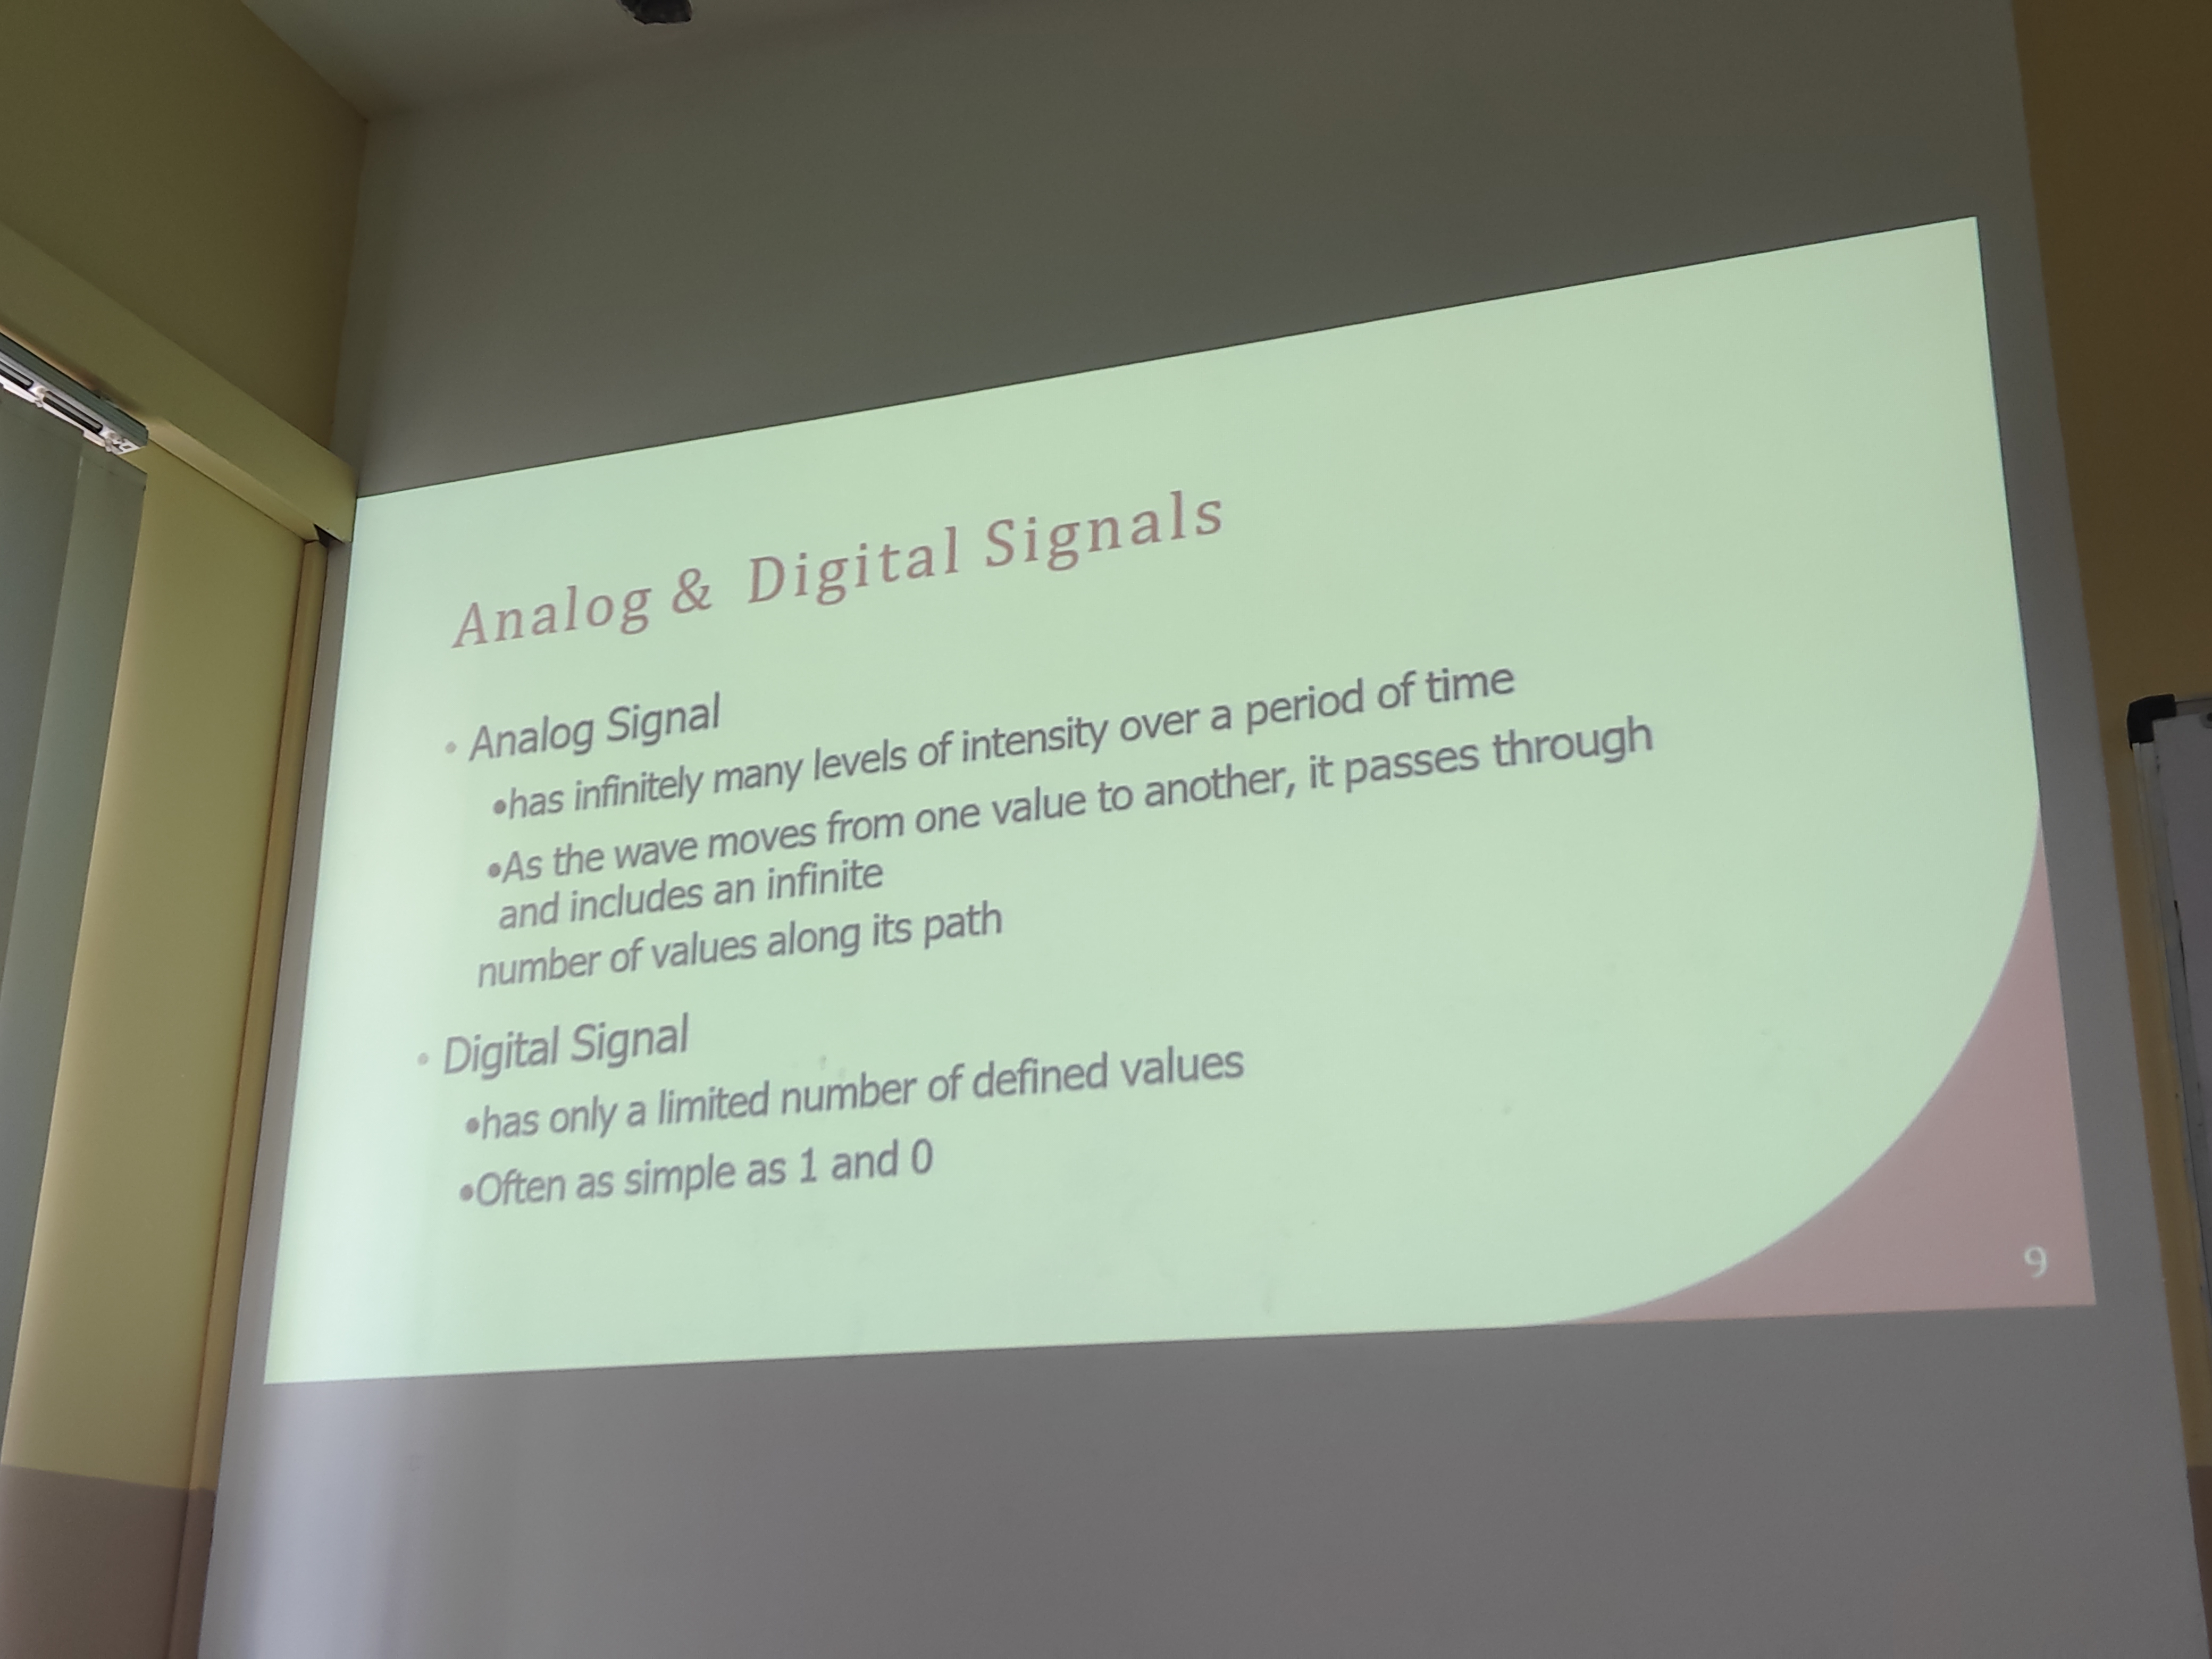 Analog & Digital Signals
• Analog Signal
•has infinitely many levels of intensity over a period of time
•As the wave moves from one value to another, it passes through
and includes an infinite
number of values along its path
• Digital Signal
•has only a limited number of defined values
•Often as simple as 1 and 0
9